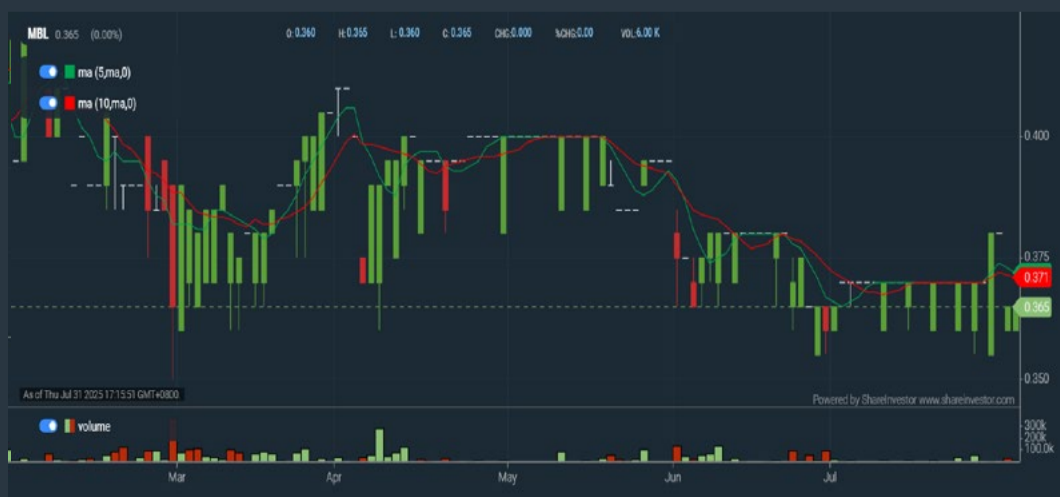 MBL 0.365 (0.00%) O: 0.360 H: 0.365 L: 0.360 C: 0.365 CHG:0.000 %CHG:0.00 VOL:6.00 K
ma (5,ma,0)
ma (10,ma,0)
0.400
0.375
0.371
0.365
0.350
As of Thu Jul 31 2025 17:15:51 GMT+0800
Powered by ShareInvestor www.shareinvestor.com
volume
300k
200k
100.0k
Mar Apr May Jun Jul